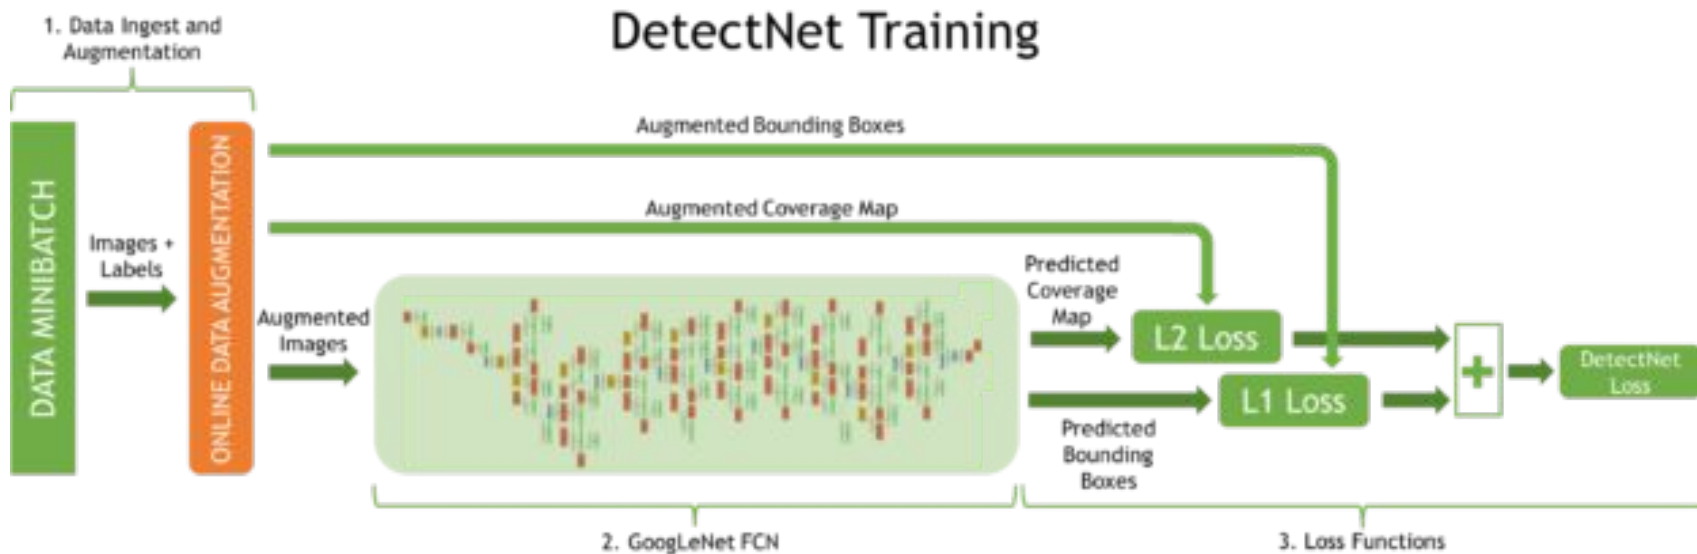 DetectNet Training
1. Data Ingest and
Augmentation
DATA MINIBATCH
Images +
Labels
ONLINE DATA AUGMENTATION
Augmented Bounding Boxes
Augmented Coverage Map
Augmented
Images
Predicted
Coverage
Map
L2 Loss
L1 Loss
Predicted
Bounding
Boxes
+
DetectNet
Loss
2. GoogLeNet FCN
3. Loss Functions